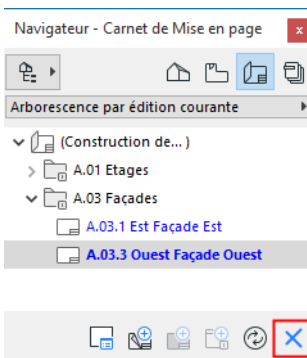 Navigateur - Carnet de Mise en page
x
Arborescence par édition courante
(Construction de... )
A.01 Etages
A.03 Façades
A.03.1 Est Façade Est
A.03.3 Ouest Façade Ouest